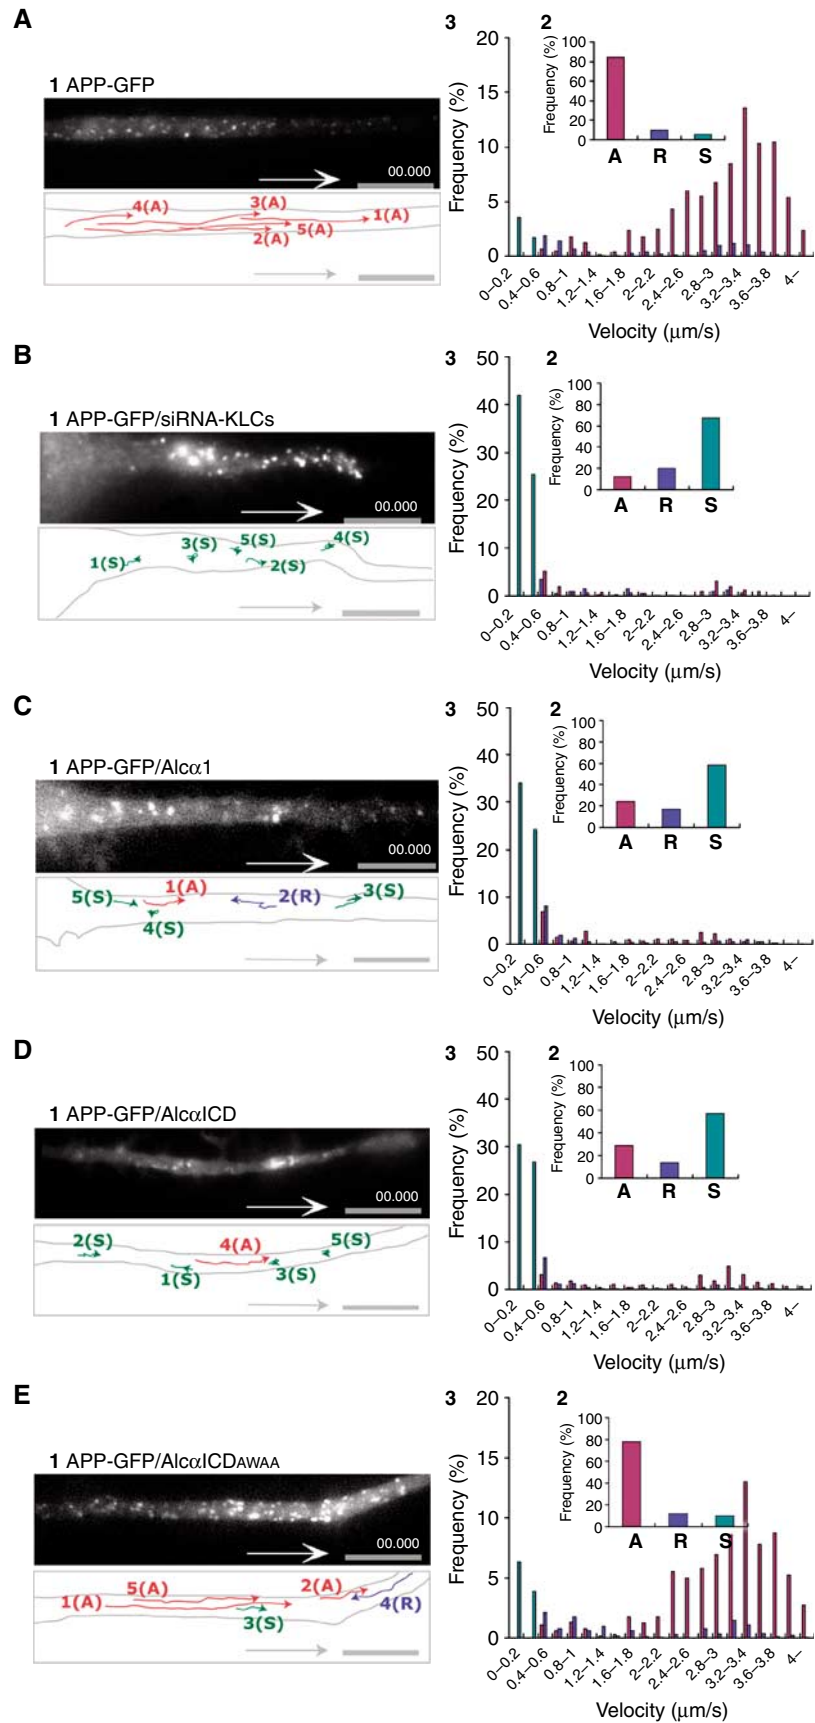 A
1 APP-GFP
00.000
4(A)
3(A)
1(A)
5(A)
2(A)
3
2
Frequency (%)
20
15
10
5
0
Frequency (%)
100
80
60
40
20
0
A R S
0–0.2 0.4–0.6 0.8–1 1.2–1.4 1.6–1.8 2–2.2 2.4–2.6 2.8–3 3.2–3.4 3.6–3.8 4–
Velocity (μm/s)
B
1 APP-GFP/siRNA-KLCs
00.000
1(S)
3(S)
5(S)
4(S)
2(S)
3
2
Frequency (%)
50
40
30
20
10
0
Frequency (%)
100
80
60
40
20
0
A R S
0–0.2 0.4–0.6 0.8–1 1.2–1.4 1.6–1.8 2–2.2 2.4–2.6 2.8–3 3.2–3.4 3.6–3.8 4–
Velocity (μm/s)
C
1 APP-GFP/Alcα1
00.000
5(S)
1(A)
2(R)
3(S)
4(S)
3
2
Frequency (%)
50
40
30
20
10
0
Frequency (%)
100
80
60
40
20
0
A R S
0–0.2 0.4–0.6 0.8–1 1.2–1.4 1.6–1.8 2–2.2 2.4–2.6 2.8–3 3.2–3.4 3.6–3.8 4–
Velocity (μm/s)
D
1 APP-GFP/AlcαICD
00.000
2(S)
4(A)
5(S)
1(S)
3(S)
3
2
Frequency (%)
50
40
30
20
10
0
Frequency (%)
100
80
60
40
20
0
A R S
0–0.2 0.4–0.6 0.8–1 1.2–1.4 1.6–1.8 2–2.2 2.4–2.6 2.8–3 3.2–3.4 3.6–3.8 4–
Velocity (μm/s)
E
1 APP-GFP/AlcαICDAWAA
00.000
1(A)
5(A)
2(A)
3(S)
4(R)
3
2
Frequency (%)
20
15
10
5
0
Frequency (%)
100
80
60
40
20
0
A R S
0–0.2 0.4–0.6 0.8–1 1.2–1.4 1.6–1.8 2–2.2 2.4–2.6 2.8–3 3.2–3.4 3.6–3.8 4–
Velocity (μm/s)